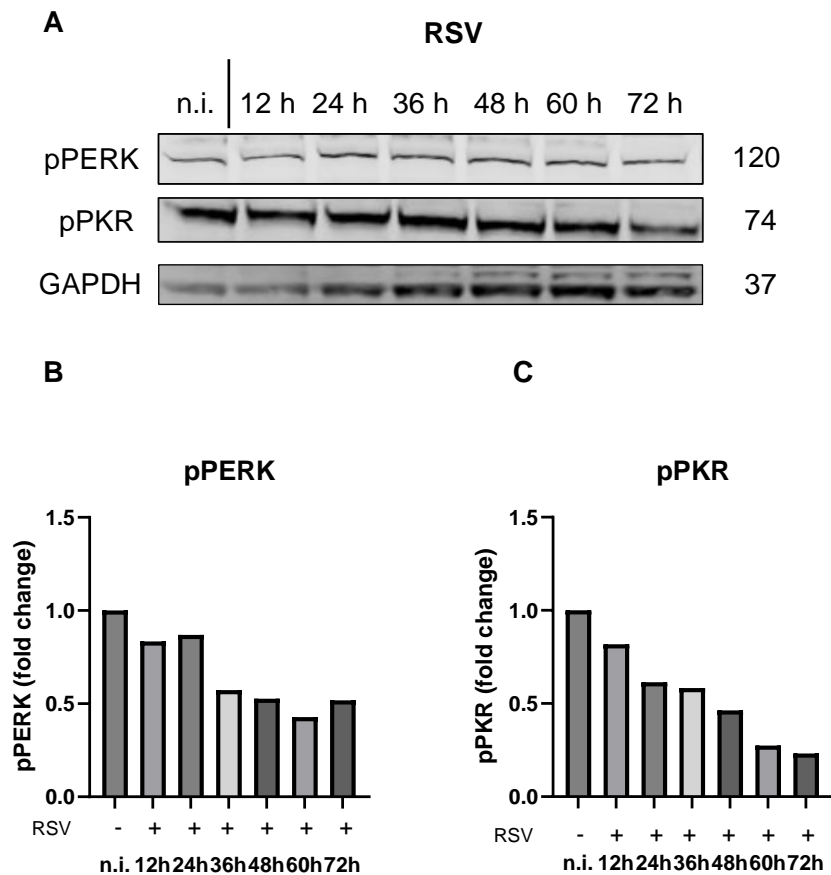 A
RSV
n.i. 12 h 24 h 36 h 48 h 60 h 72 h
pPERK 120
pPKR 74
GAPDH 37
B
C
pPERK
pPERK (fold change)
1.5
1.0
0.5
0.0
RSV - + + + + + +
n.i. 12h 24h 36h 48h 60h 72h
pPKR
pPKR (fold change)
1.5
1.0
0.5
0.0
RSV - + + + + + +
n.i. 12h 24h 36h 48h 60h 72h